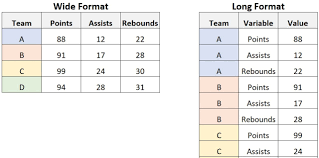 Wide Format
Team Points Assists Rebounds
A 88 12 22
B 91 17 28
C 99 24 30
D 94 28 31
Long Format
Team Variable Value
A Points 88
A Assists 12
A Rebounds 22
B Points 91
B Assists 17
B Rebounds 28
C Points 99
C Assists 24